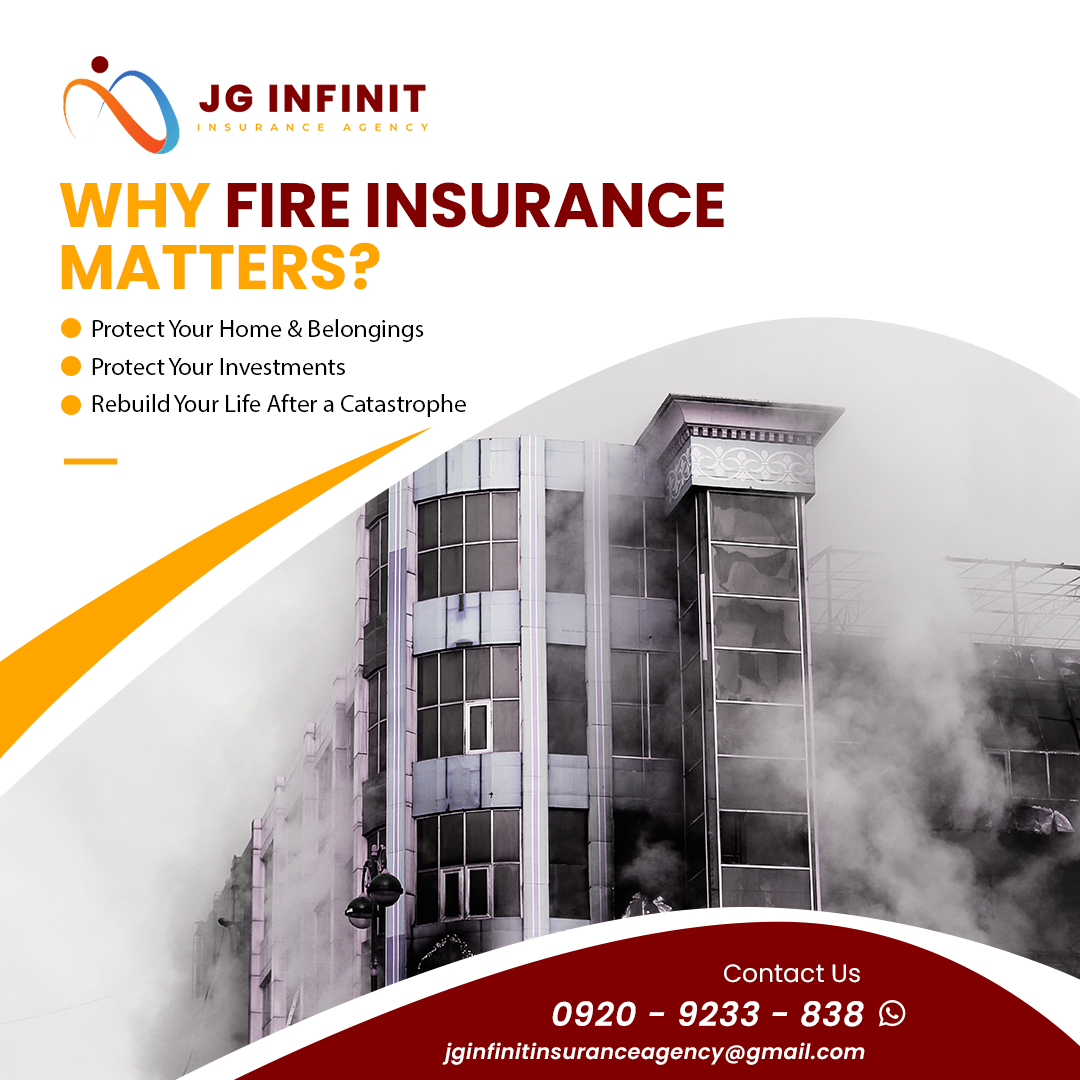 JG INFINIT
INSURANCE AGENCY
WHY FIRE INSURANCE
MATTERS?
Protect Your Home & Belongings
Protect Your Investments
Rebuild Your Life After a Catastrophe
Contact Us
0920 - 9233 - 838
jginfinitinsuranceagency@gmail.com